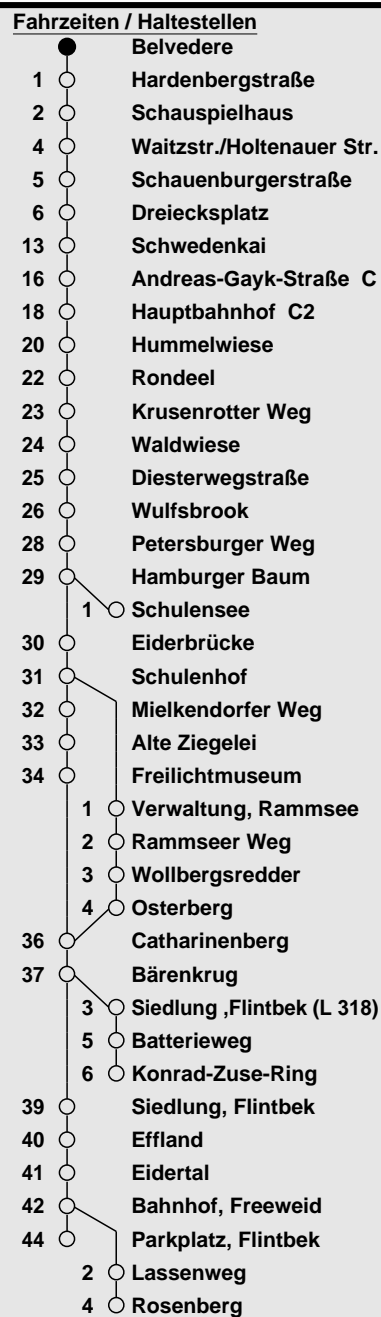 Fahrzeiten / Haltestellen
Belvedere
1 Hardenbergstraße
2 Schauspielhaus
4 Waitzstr./Holtenauer Str.
5 Schauenburgerstraße
6 Dreiecksplatz
13 Schwedenkai
16 Andreas-Gayk-Straße C
18 Hauptbahnhof C2
20 Hummelwiese
22 Rondeel
23 Krusenrotter Weg
24 Waldwiese
25 Diesterwegstraße
26 Wulfsbrook
28 Petersburger Weg
29 Hamburger Baum
1 Schulensee
30 Eiderbrücke
31 Schulenhof
32 Mielkendorfer Weg
33 Alte Ziegelei
34 Freilichtmuseum
1 Verwaltung, Rammsee
2 Rammseer Weg
3 Wollbergsredder
4 Osterberg
36 Catharinenberg
37 Bärenkrug
3 Siedlung ,Flintbek (L 318)
5 Batterieweg
6 Konrad-Zuse-Ring
39 Siedlung, Flintbek
40 Effland
41 Eidertal
42 Bahnhof, Freeweid
44 Parkplatz, Flintbek
2 Lassenweg
4 Rosenberg